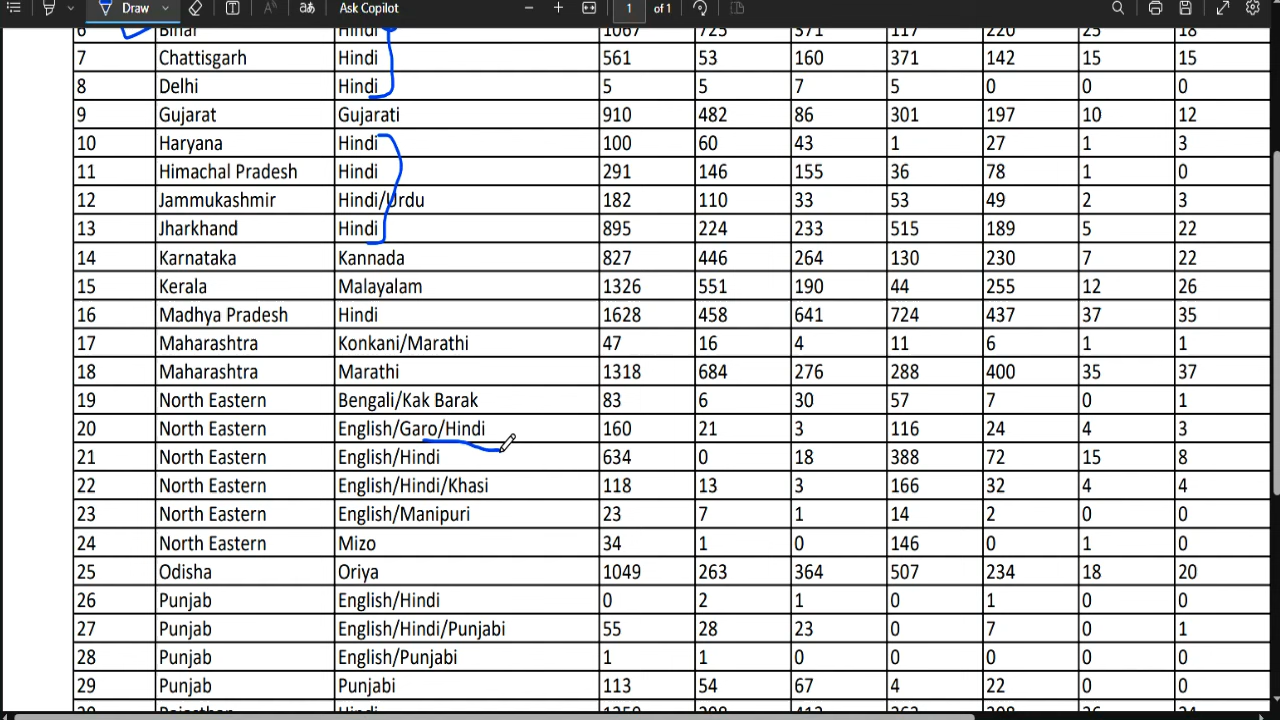 Draw Ask Copilot 1 of 1
6 Bihar Hindi 1067 725 371 117 220 25 18
7 Chattisgarh Hindi 561 53 160 371 142 15 15
8 Delhi Hindi 5 5 7 5 0 0 0
9 Gujarat Gujarati 910 482 86 301 197 10 12
10 Haryana Hindi 100 60 43 1 27 1 3
11 Himachal Pradesh Hindi 291 146 155 36 78 1 0
12 Jammukashmir Hindi/Urdu 182 110 33 53 49 2 3
13 Jharkhand Hindi 895 224 233 515 189 5 22
14 Karnataka Kannada 827 446 264 130 230 7 22
15 Kerala Malayalam 1326 551 190 44 255 12 26
16 Madhya Pradesh Hindi 1628 458 641 724 437 37 35
17 Maharashtra Konkani/Marathi 47 16 4 11 6 1 1
18 Maharashtra Marathi 1318 684 276 288 400 35 37
19 North Eastern Bengali/Kak Barak 83 6 30 57 7 0 1
20 North Eastern English/Garo/Hindi 160 21 3 116 24 4 3
21 North Eastern English/Hindi 634 0 18 388 72 15 8
22 North Eastern English/Hindi/Khasi 118 13 3 166 32 4 4
23 North Eastern English/Manipuri 23 7 1 14 2 0 0
24 North Eastern Mizo 34 1 0 146 0 1 0
25 Odisha Oriya 1049 263 364 507 234 18 20
26 Punjab English/Hindi 0 2 1 0 1 0 0
27 Punjab English/Hindi/Punjabi 55 28 23 0 7 0 1
28 Punjab English/Punjabi 1 1 0 0 0 0 0
29 Punjab Punjabi 113 54 67 4 22 0 0
Rajasthan Hindi